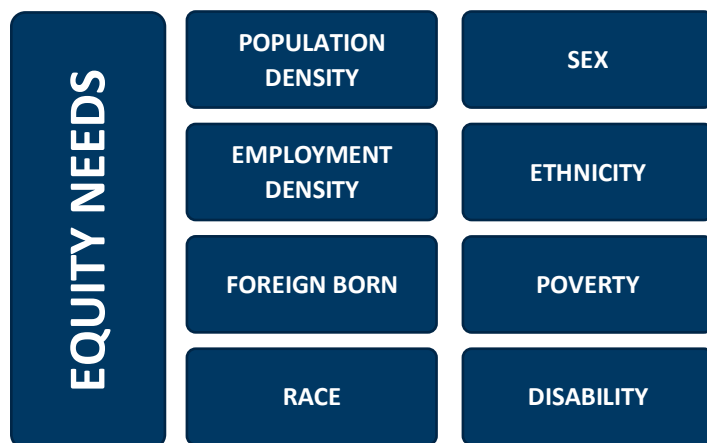 EQUITY NEEDS
POPULATION
DENSITY
SEX
EMPLOYMENT
DENSITY
ETHNICITY
FOREIGN BORN
POVERTY
RACE
DISABILITY